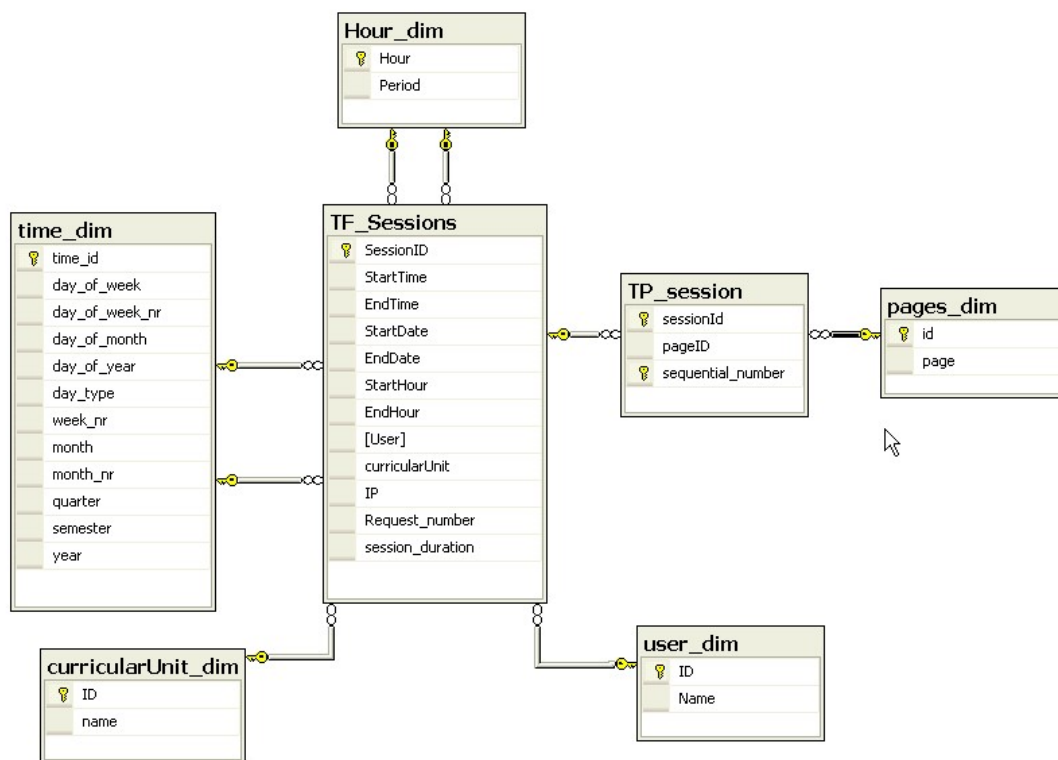 Hour_dim
Hour
Period
time_dim
time_id
day_of_week
day_of_week_nr
day_of_month
day_of_year
day_type
week_nr
month
month_nr
quarter
semester
year
TF_Sessions
SessionID
StartTime
EndTime
StartDate
EndDate
StartHour
EndHour
[User]
curricularUnit
IP
Request_number
session_duration
TP_session
sessionId
pageID
sequential_number
pages_dim
id
page
curricularUnit_dim
ID
name
user_dim
ID
Name